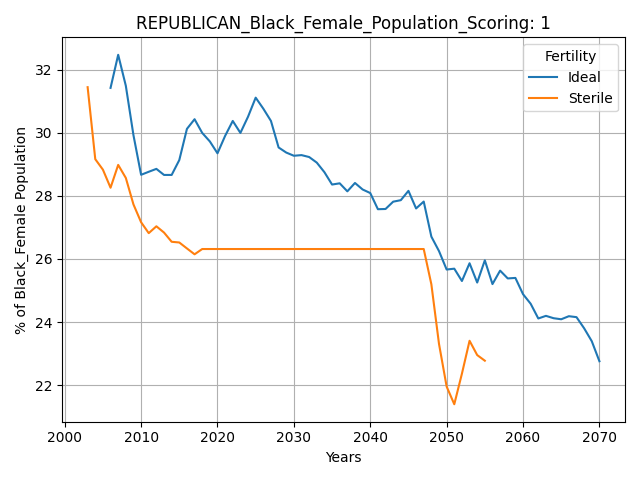 REPUBLICAN_Black_Female_Population_Scoring: 1
Fertility
Ideal
Sterile
% of Black_Female Population
32
30
28
26
24
22
2000 2010 2020 2030 2040 2050 2060 2070
Years